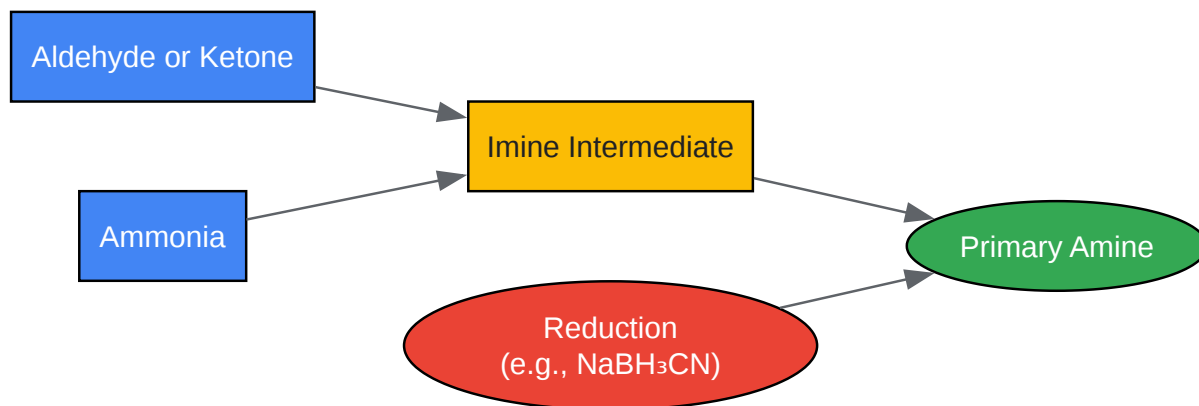 Aldehyde or Ketone
Imine Intermediate
Ammonia
Primary Amine
Reduction
(e.g., NaBH₃CN)